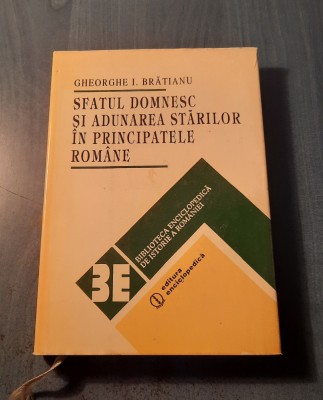 GHEORGHE I. BRĂTIANU
SFATUL DOMNESC
ȘI ADUNAREA STĂRILOR
ÎN PRINCIPATELE
ROMÂNE
BIBLIOTECA ENCICLOPEDICĂ
DE ISTORIE A ROMÂNIEI
3E
editura
enciclopedică